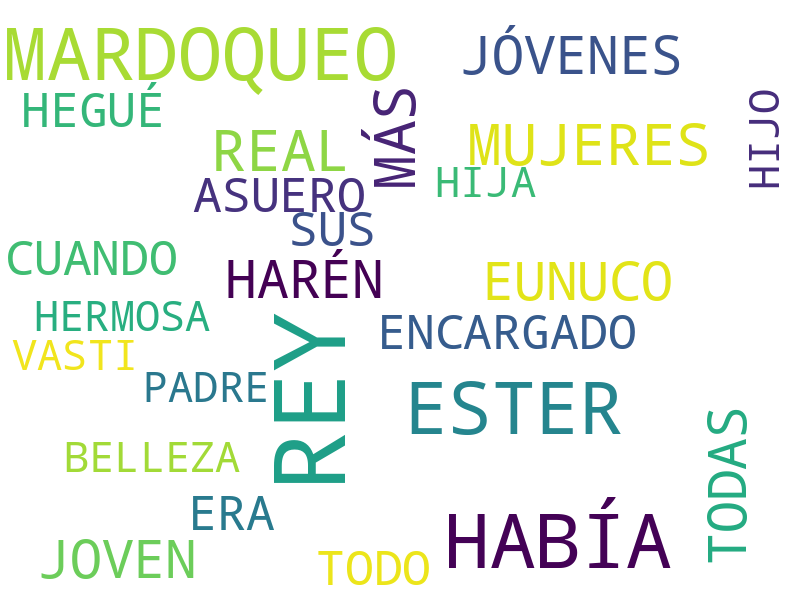 MARDOQUEO
JÓVENES
HEGUÉ
MÁS
HIJO
REAL
MUJERES
HIJA
ASUERO
SUS
CUANDO
HARÉN
EUNUCO
HERMOSA
ENCARGADO
VASTI
REY
PADRE
ESTER
TODAS
BELLEZA
ERA
HABÍA
JOVEN
TODO